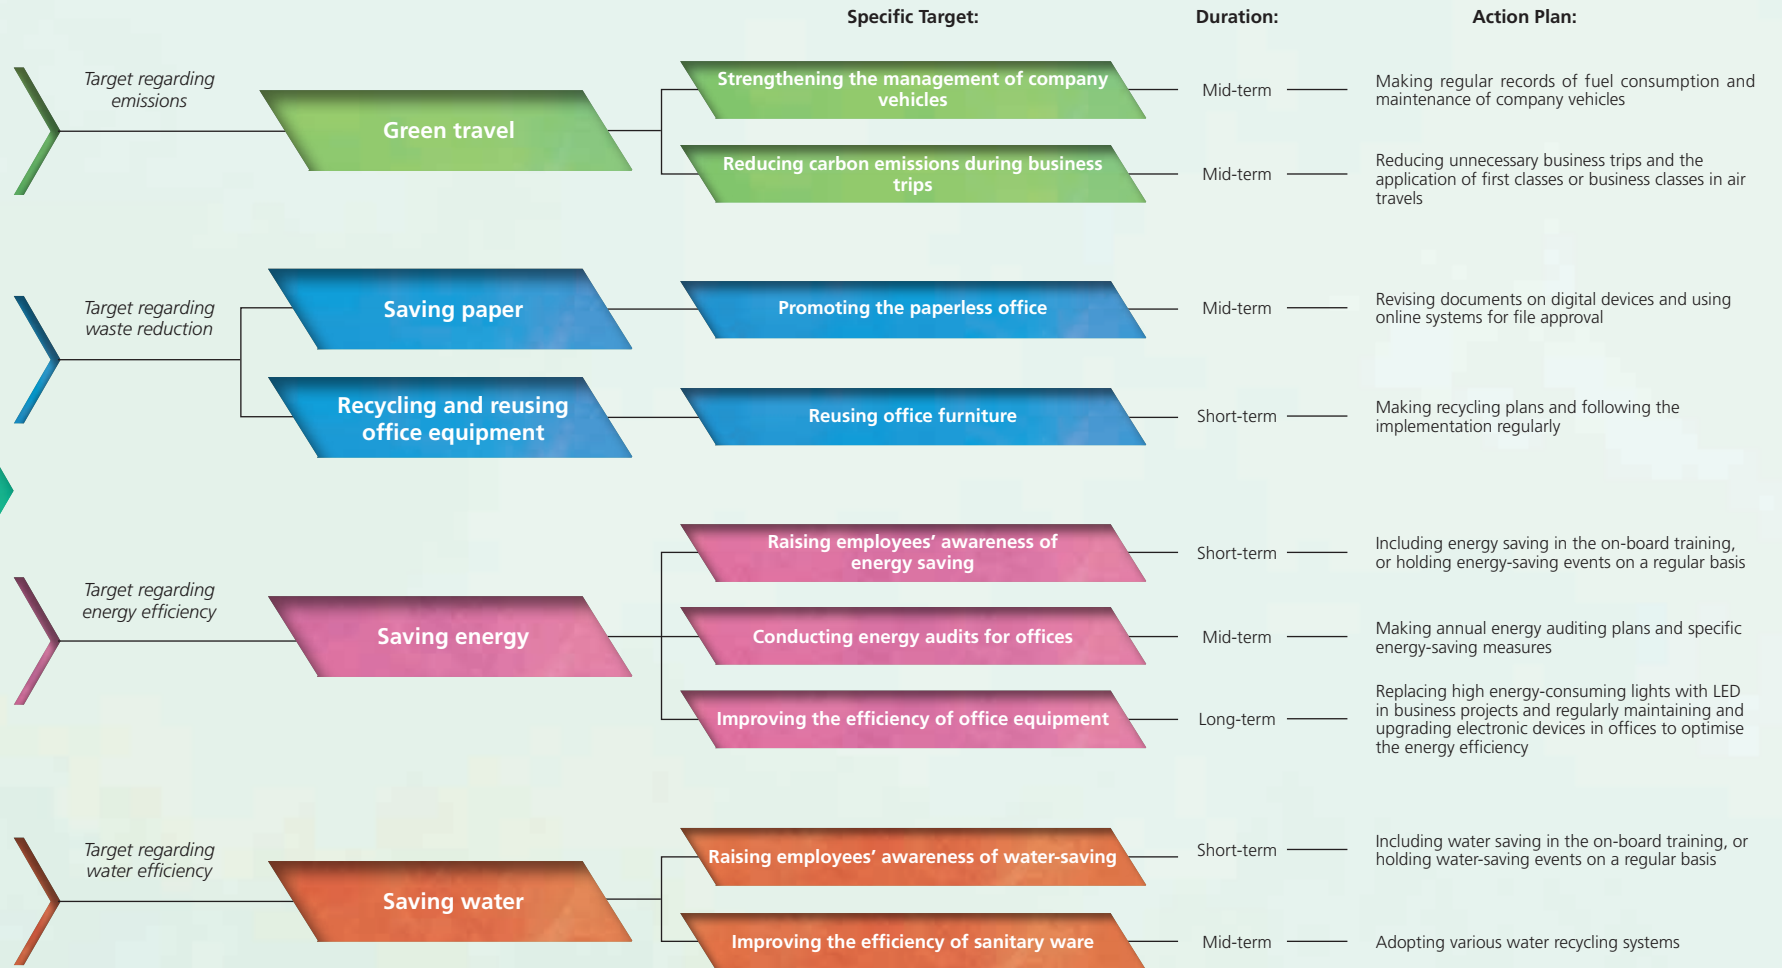 Specific Target:
Duration:
Action Plan:
Target regarding
emissions
Green travel
Strengthening the management of company
vehicles
Mid-term
Making regular records of fuel consumption and
maintenance of company vehicles
Reducing carbon emissions during business
trips
Mid-term
Reducing unnecessary business trips and the
application of first classes or business classes in air
travels
Target regarding
waste reduction
Saving paper
Promoting the paperless office
Mid-term
Revising documents on digital devices and using
online systems for file approval
Recycling and reusing
office equipment
Reusing office furniture
Short-term
Making recycling plans and following the
implementation regularly
Target regarding
energy efficiency
Saving energy
Raising employees’ awareness of
energy saving
Short-term
Including energy saving in the on-board training,
or holding energy-saving events on a regular basis
Conducting energy audits for offices
Mid-term
Making annual energy auditing plans and specific
energy-saving measures
Improving the efficiency of office equipment
Long-term
Replacing high energy-consuming lights with LED
in business projects and regularly maintaining and
upgrading electronic devices in offices to optimise
the energy efficiency
Target regarding
water efficiency
Saving water
Raising employees’ awareness of water-saving
Short-term
Including water saving in the on-board training, or
holding water-saving events on a regular basis
Improving the efficiency of sanitary ware
Mid-term
Adopting various water recycling systems